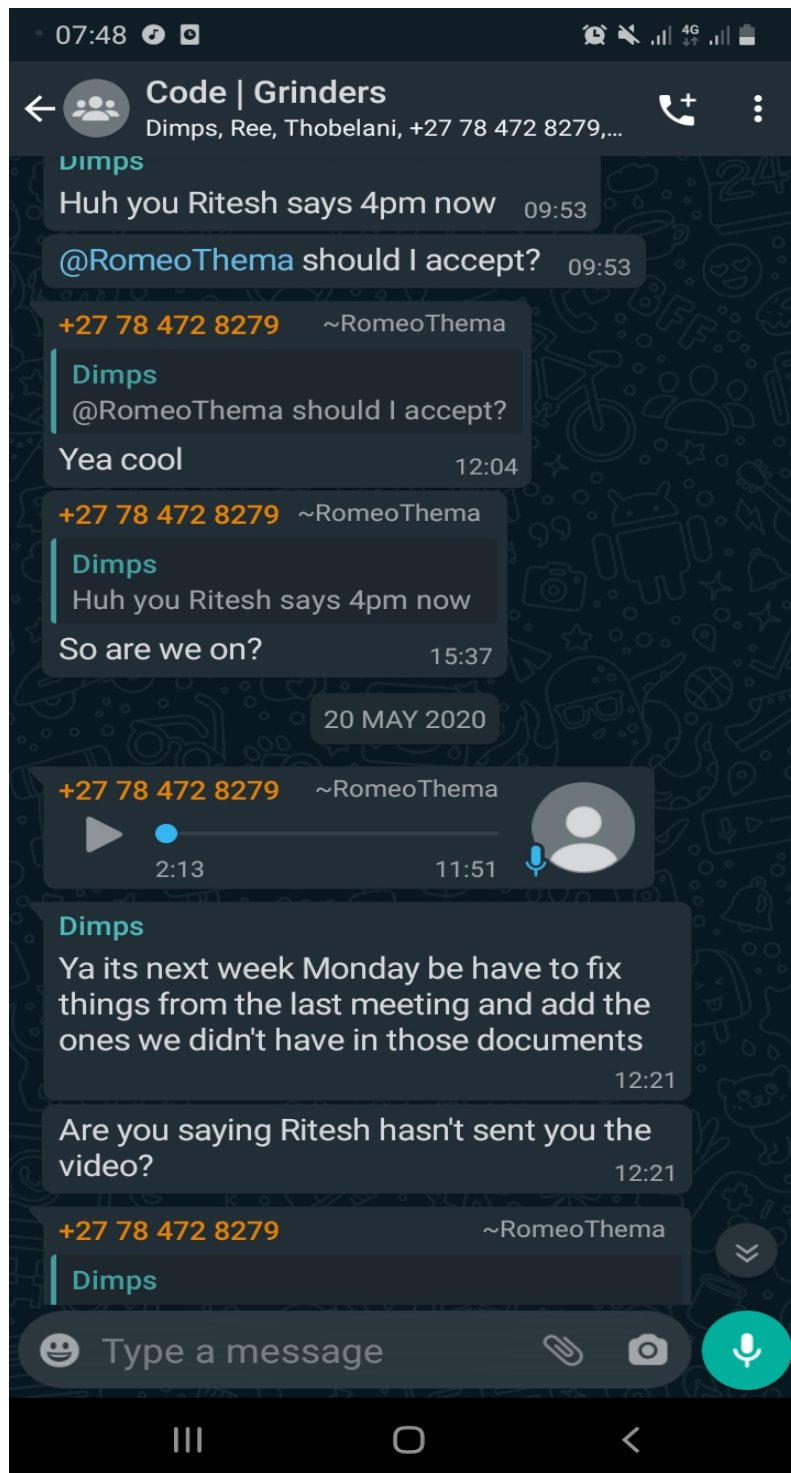 07:48 4G
Code | Grinders
Dimps, Ree, Thobelani, +27 78 472 8279,...
Dimps
Huh you Ritesh says 4pm now 09:53
@RomeoThema should I accept? 09:53
+27 78 472 8279 ~RomeoThema
Dimps
@RomeoThema should I accept?
Yea cool 12:04
+27 78 472 8279 ~RomeoThema
Dimps
Huh you Ritesh says 4pm now
So are we on? 15:37
20 MAY 2020
+27 78 472 8279 ~RomeoThema
2:13 11:51
Dimps
Ya its next week Monday be have to fix
things from the last meeting and add the
ones we didn't have in those documents
12:21
Are you saying Ritesh hasn't sent you the
video? 12:21
+27 78 472 8279 ~RomeoThema
Dimps
Type a message